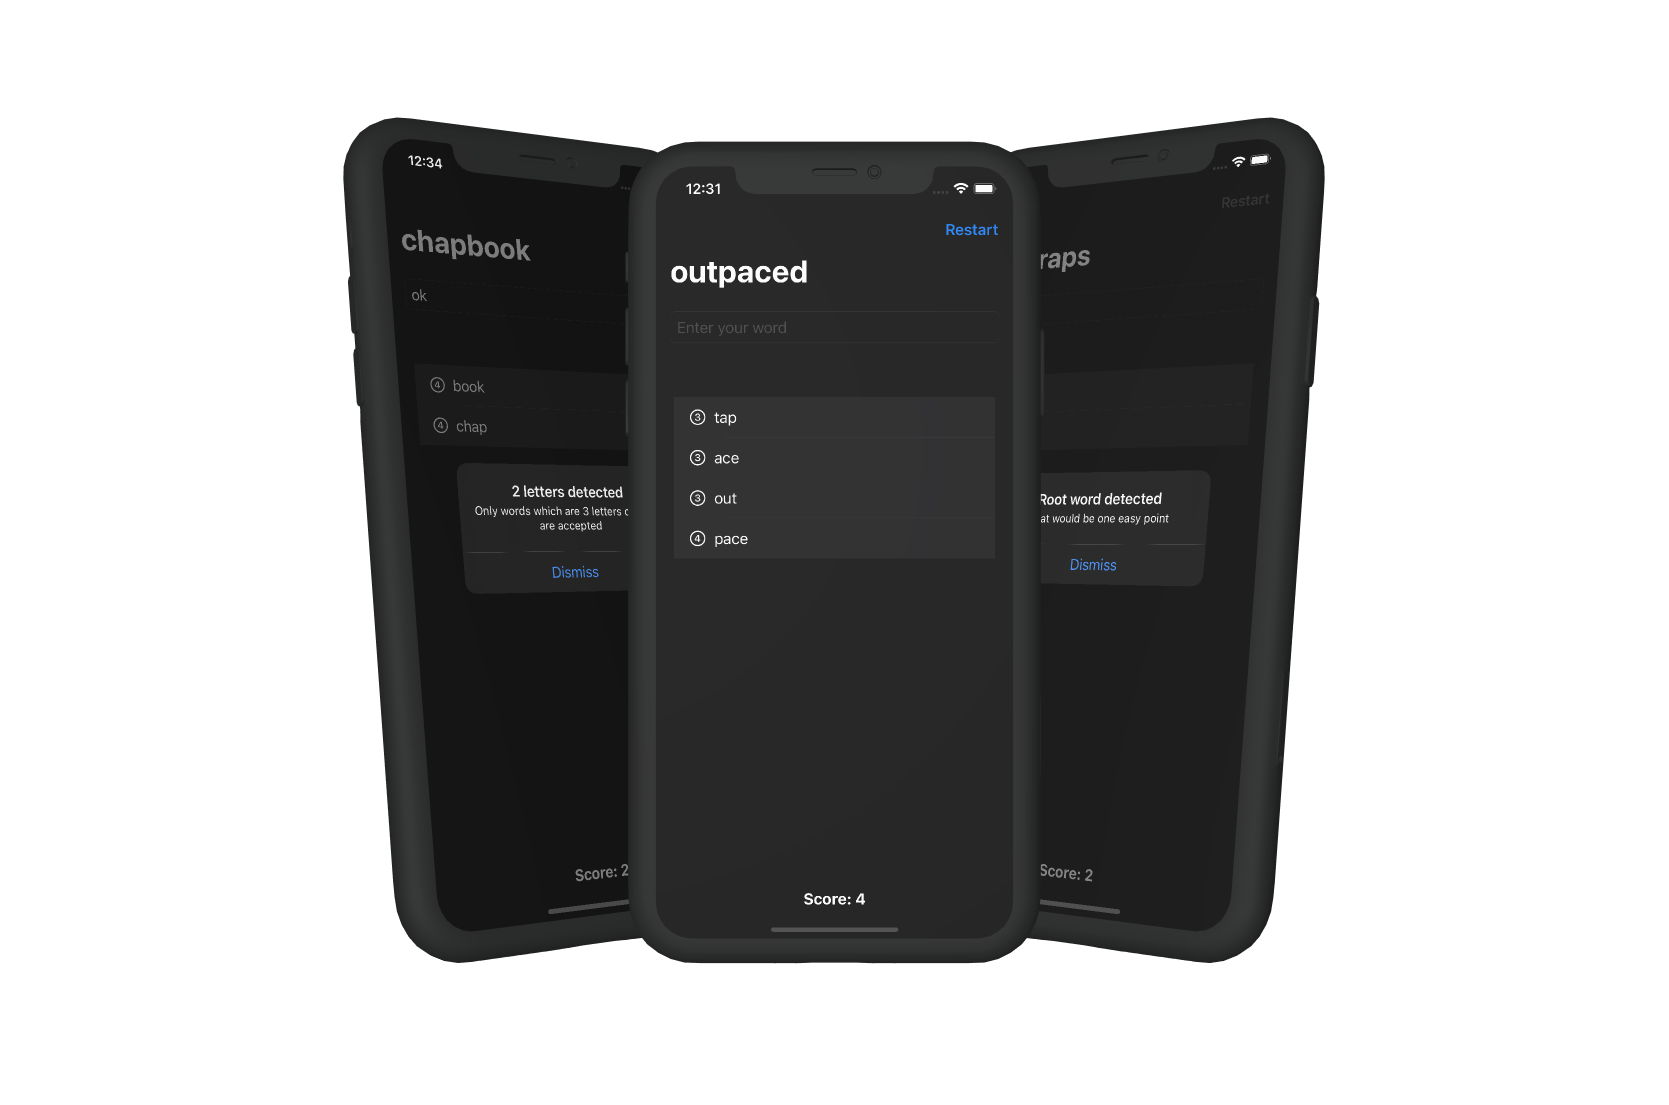 12:34
chapbook
ok
4 book
4 chap
2 letters detected
Only words which are 3 letters
are accepted
Dismiss
Score: 2
12:31
Restart
outpaced
Enter your word
3 tap
3 ace
3 out
4 pace
Score: 4
Restart
raps
Root word detected
at would be one easy point
Dismiss
Score: 2